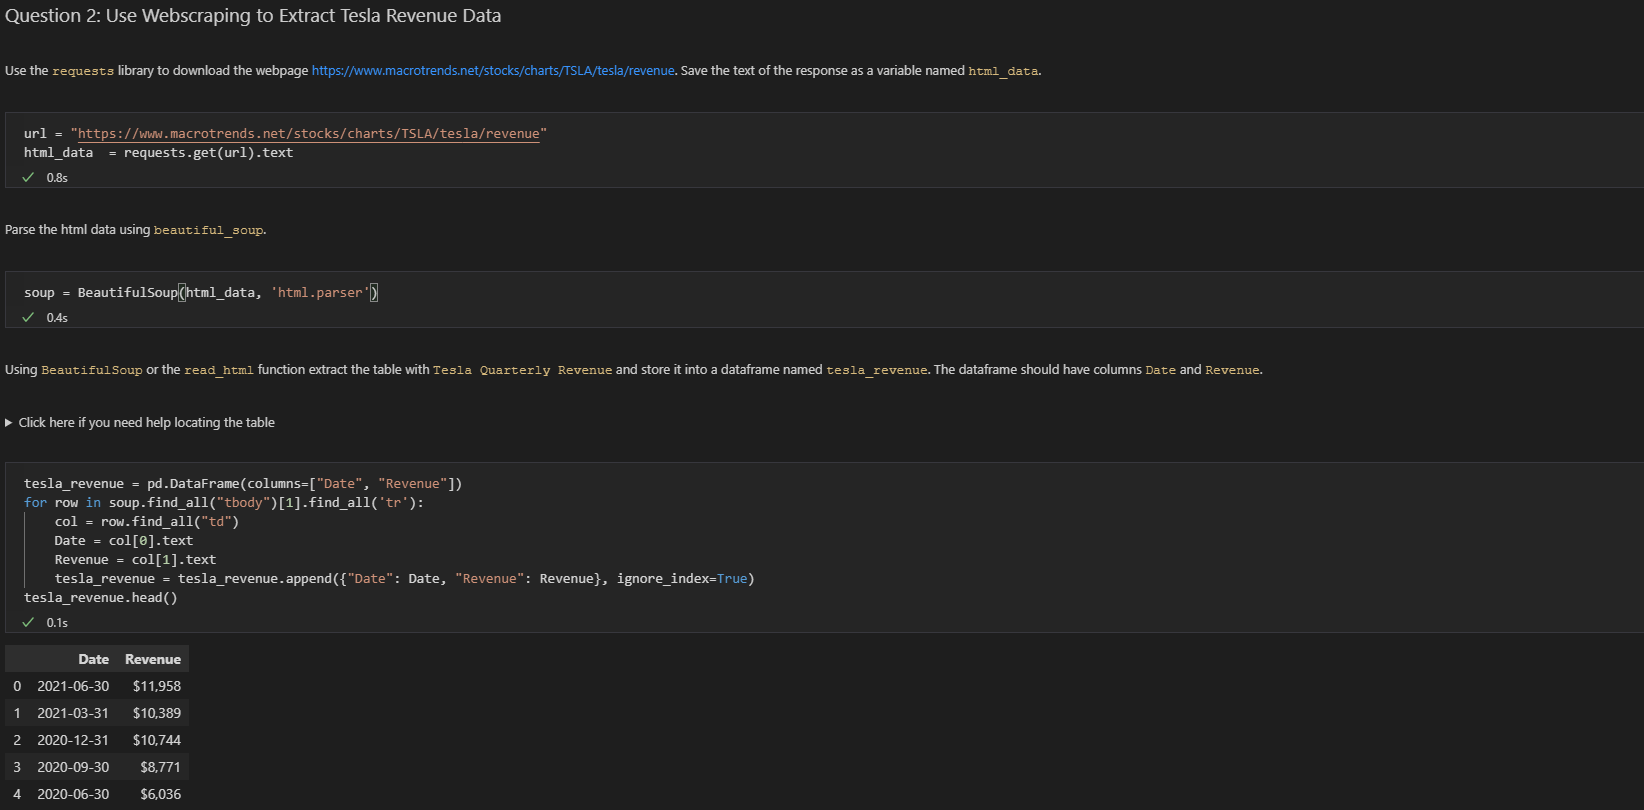 Question 2: Use Webscraping to Extract Tesla Revenue Data
Use the requests library to download the webpage https://www.macrotrends.net/stocks/charts/TSLA/tesla/revenue. Save the text of the response as a variable named html_data.
url = "https://www.macrotrends.net/stocks/charts/TSLA/tesla/revenue"
html_data  = requests.get(url).text
✓ 0.8s
Parse the html data using beautiful_soup.
soup = BeautifulSoup(html_data, 'html.parser')
✓ 0.4s
Using BeautifulSoup or the read_html function extract the table with Tesla Quarterly Revenue and store it into a dataframe named tesla_revenue. The dataframe should have columns Date and Revenue.
▶ Click here if you need help locating the table
tesla_revenue = pd.DataFrame(columns=["Date", "Revenue"])
for row in soup.find_all("tbody")[1].find_all('tr'):
    col = row.find_all("td")
    Date = col[0].text
    Revenue = col[1].text
    tesla_revenue = tesla_revenue.append({"Date": Date, "Revenue": Revenue}, ignore_index=True)
tesla_revenue.head()
✓ 0.1s
Date Revenue
0 2021-06-30 $11,958
1 2021-03-31 $10,389
2 2020-12-31 $10,744
3 2020-09-30 $8,771
4 2020-06-30 $6,036